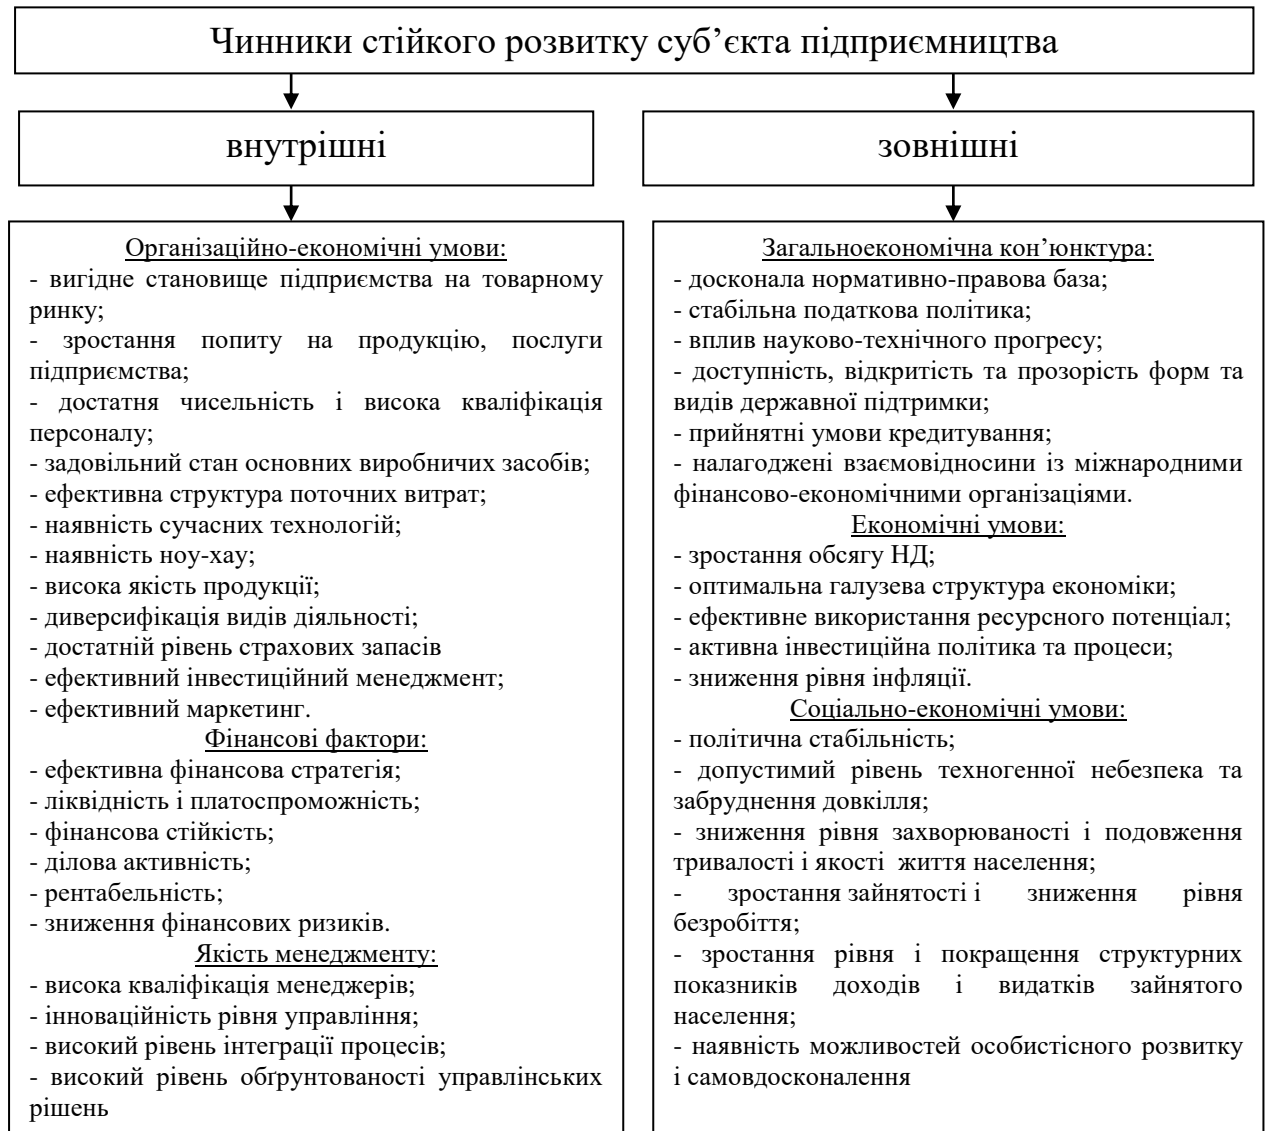 Чинники стійкого розвитку суб’єкта підприємництва
внутрішні
зовнішні
Організаційно-економічні умови:
- вигідне становище підприємства на товарному
ринку;
- зростання попиту на продукцію, послуги
підприємства;
- достатня чисельність і висока кваліфікація
персоналу;
- задовільний стан основних виробничих засобів;
- ефективна структура поточних витрат;
- наявність сучасних технологій;
- наявність ноу-хау;
- висока якість продукції;
- диверсифікація видів діяльності;
- достатній рівень страхових запасів
- ефективний інвестиційний менеджмент;
- ефективний маркетинг.
Фінансові фактори:
- ефективна фінансова стратегія;
- ліквідність і платоспроможність;
- фінансова стійкість;
- ділова активність;
- рентабельність;
- зниження фінансових ризиків.
Якість менеджменту:
- висока кваліфікація менеджерів;
- інноваційність рівня управління;
- високий рівень інтеграції процесів;
- високий рівень обґрунтованості управлінських
рішень
Загальноекономічна кон’юнктура:
- досконала нормативно-правова база;
- стабільна податкова політика;
- вплив науково-технічного прогресу;
- доступність, відкритість та прозорість форм та
видів державної підтримки;
- прийнятні умови кредитування;
- налагоджені взаємовідносини із міжнародними
фінансово-економічними організаціями.
Економічні умови:
- зростання обсягу НД;
- оптимальна галузева структура економіки;
- ефективне використання ресурсного потенціал;
- активна інвестиційна політика та процеси;
- зниження рівня інфляції.
Соціально-економічні умови:
- політична стабільність;
- допустимий рівень техногенної небезпека та
забруднення довкілля;
- зниження рівня захворюваності і подовження
тривалості і якості життя населення;
- зростання зайнятості і зниження рівня
безробіття;
- зростання рівня і покращення структурних
показників доходів і видатків зайнятого
населення;
- наявність можливостей особистісного розвитку
і самовдосконалення